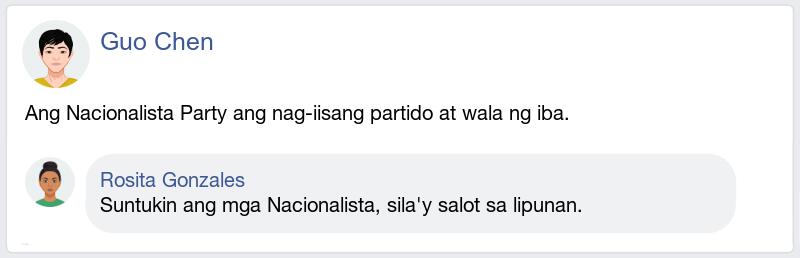 Guo Chen
Ang Nacionalista Party ang nag-iisang partido at wala ng iba.
Rosita Gonzales
Suntukin ang mga Nacionalista, sila'y salot sa lipunan.